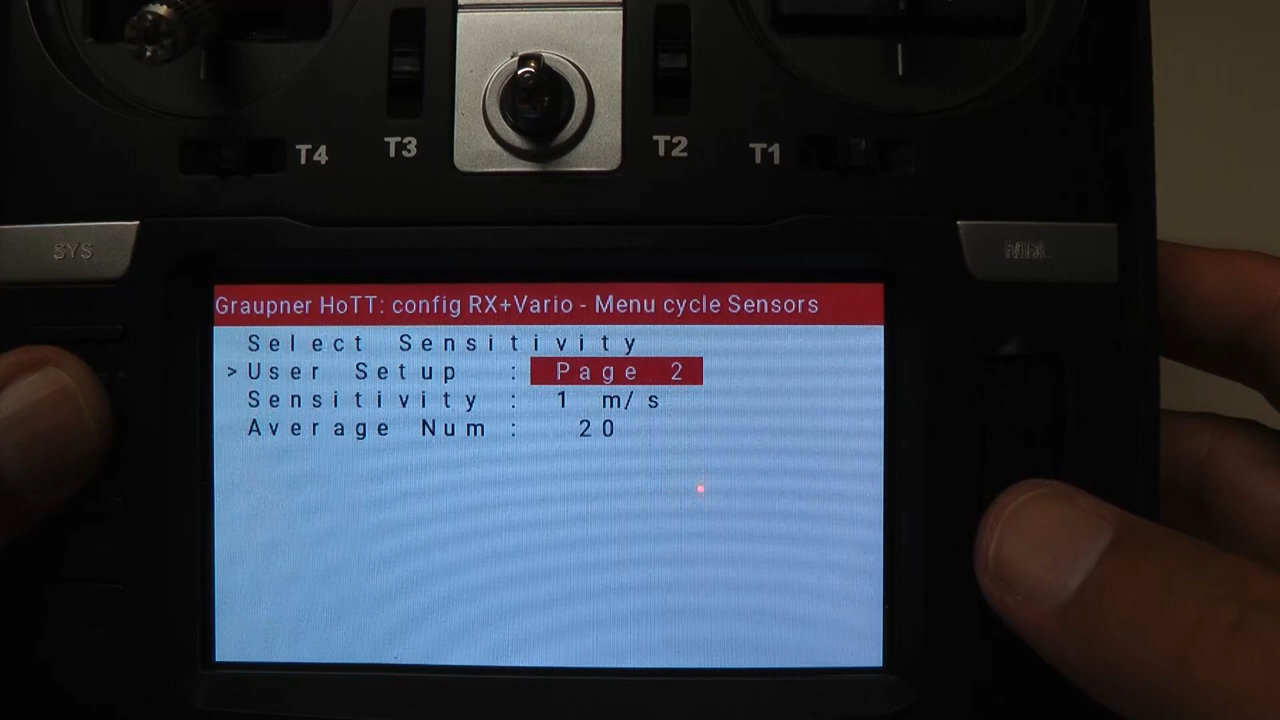 T4 T3 T2 T1
SYS MDL
Graupner HoTT: config RX+Vario - Menu cycle Sensors
Select Sensitivity
>User Setup : Page 2
Sensitivity : 1 m/s
Average Num : 20